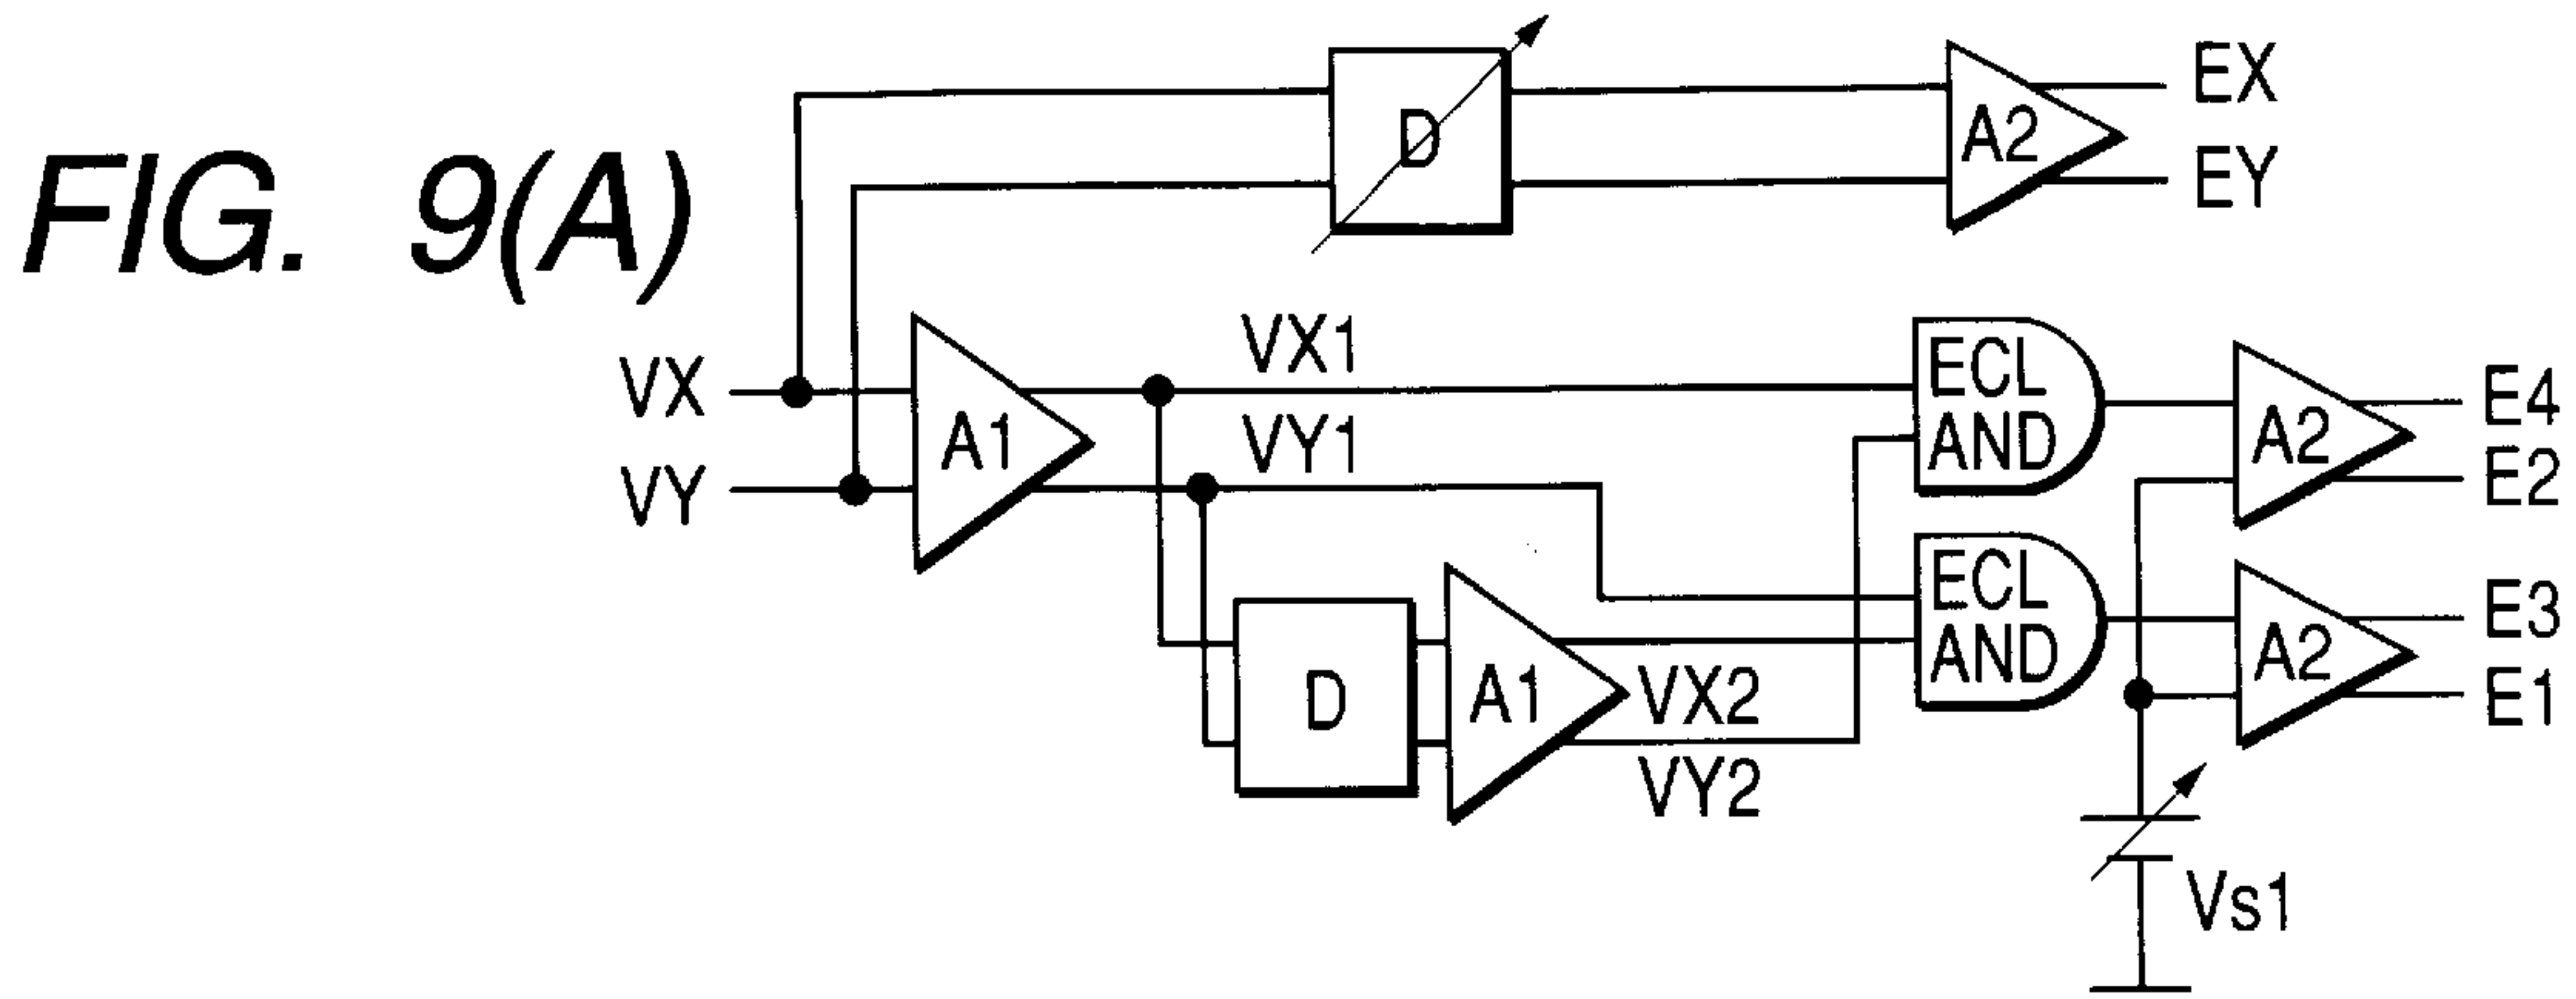 FIG. 9(A)
D
A2
EX
EY
VX
VY
A1
VX1
VY1
ECL
AND
A2
E4
E2
D
A1
VX2
VY2
ECL
AND
A2
E3
E1
Vs1